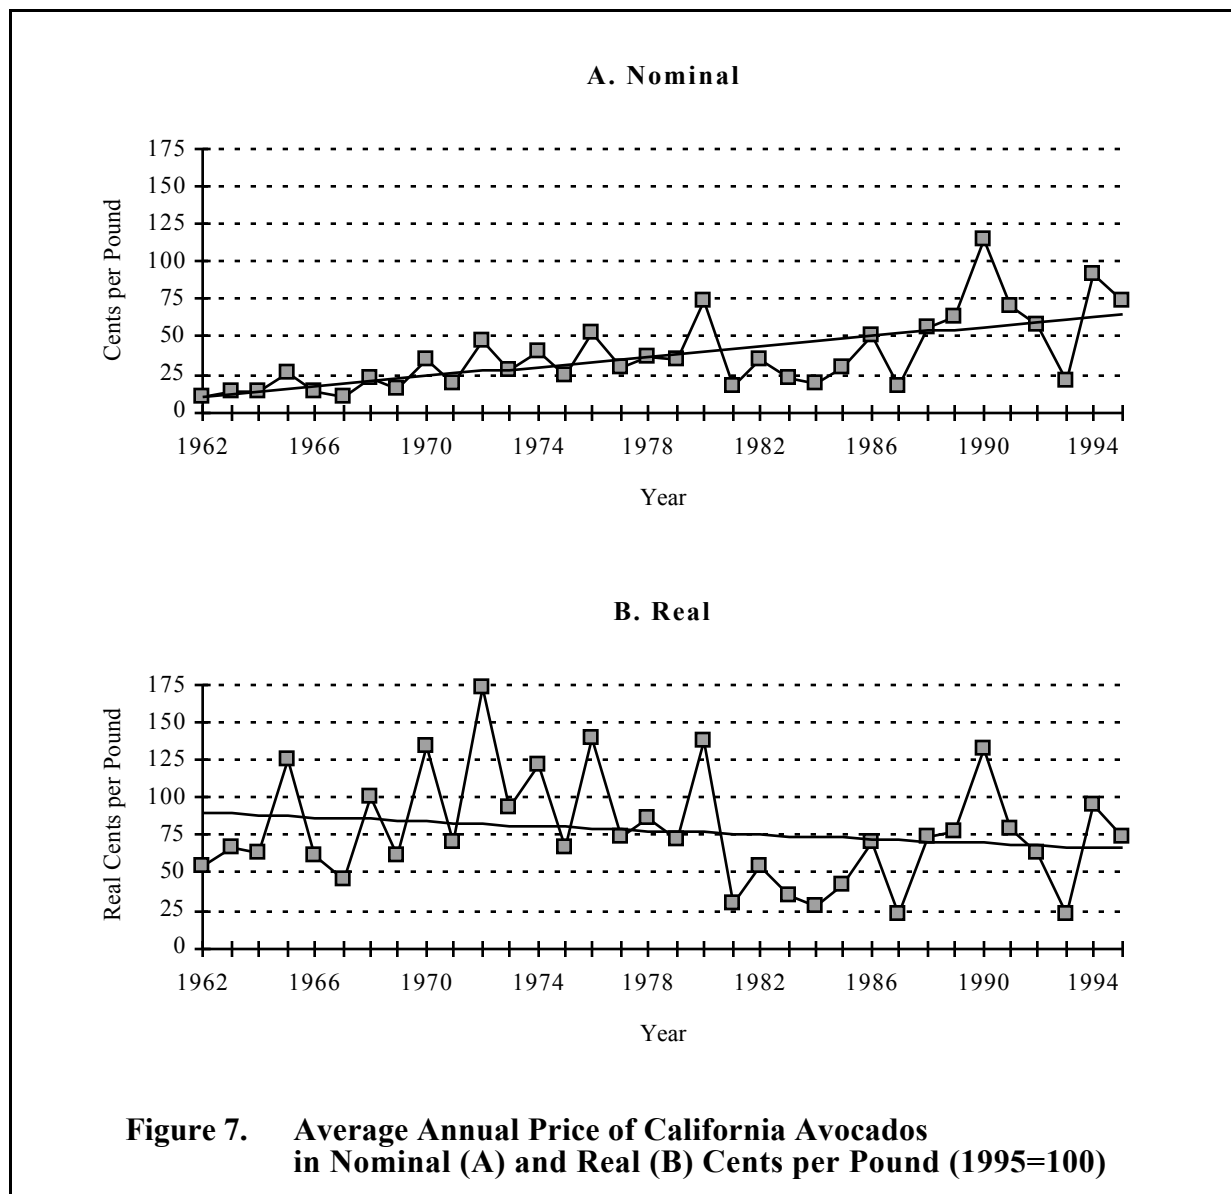 A. Nominal
175
150
125
100
75
50
25
0
Cents per Pound
1962 1966 1970 1974 1978 1982 1986 1990 1994
Year
B. Real
175
150
125
100
75
50
25
0
Real Cents per Pound
1962 1966 1970 1974 1978 1982 1986 1990 1994
Year
Figure 7. Average Annual Price of California Avocados
in Nominal (A) and Real (B) Cents per Pound (1995=100)